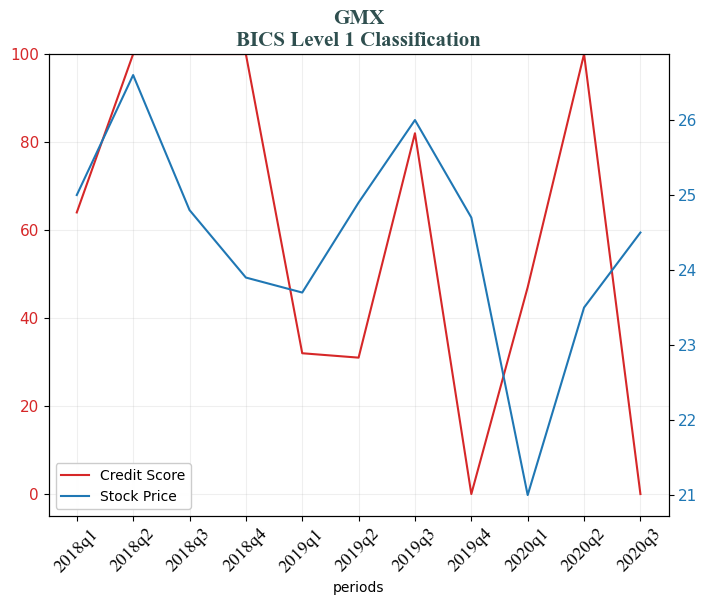 GMX
BICS Level 1 Classification
100
80
60
40
20
0
26
25
24
23
22
21
Credit Score
Stock Price
2018q1
2018q2
2018q3
2018q4
2019q1
2019q2
2019q3
2019q4
2020q1
2020q2
2020q3
periods